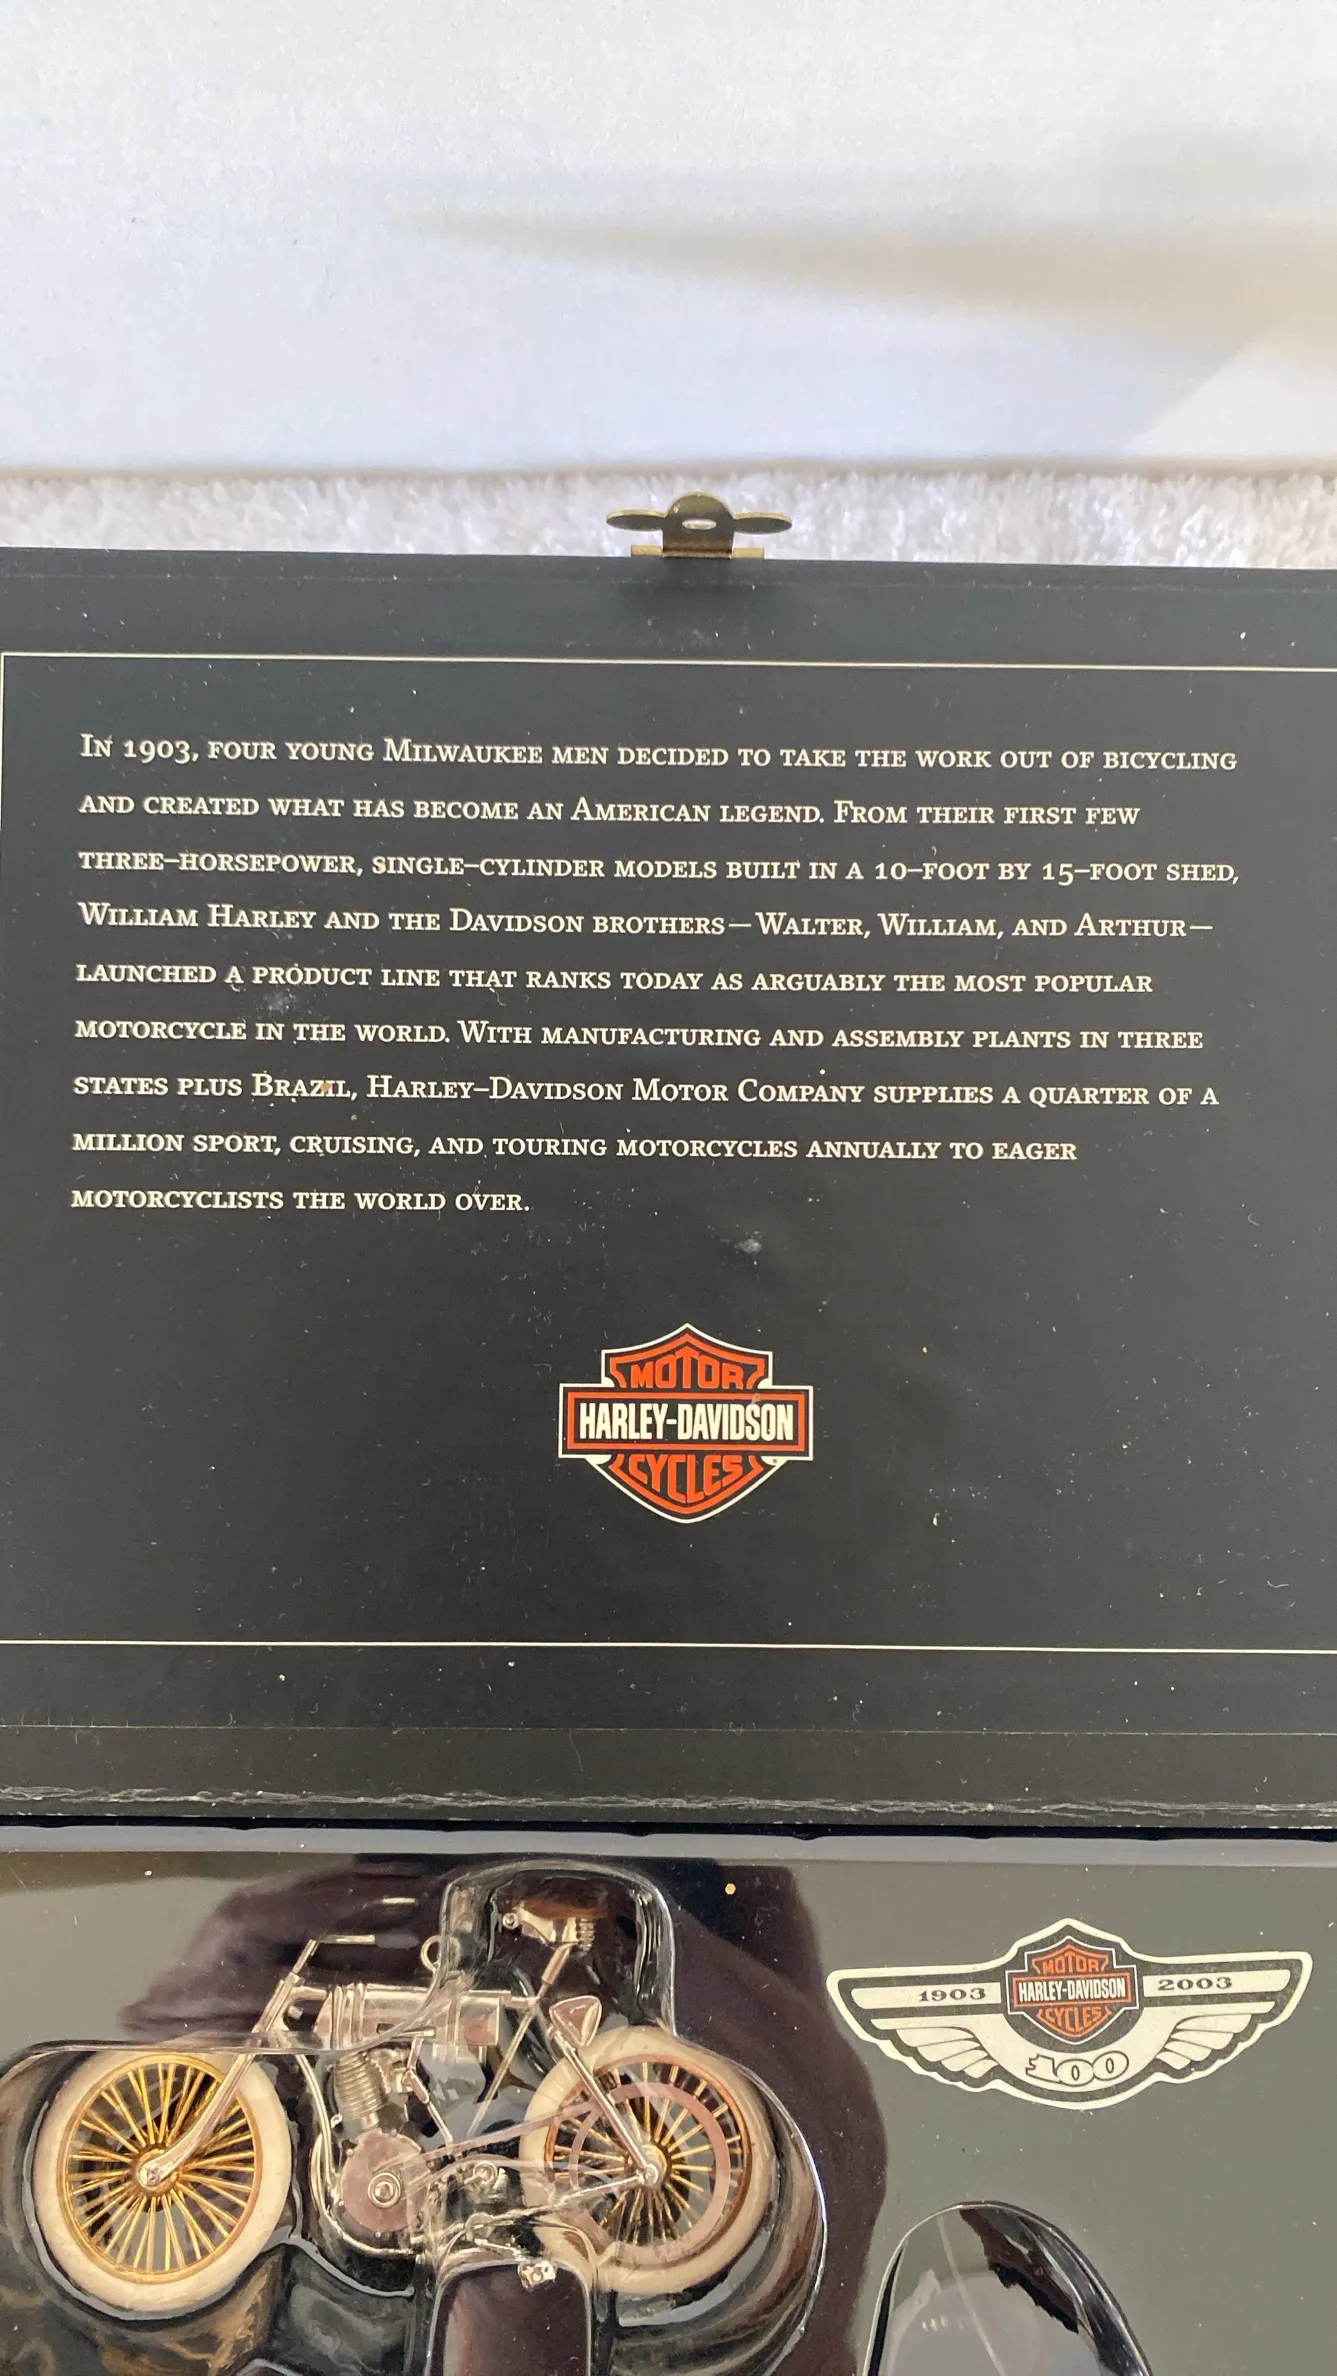 In 1903, four young Milwaukee men decided to take the work out of bicycling
and created what has become an American legend. From their first few
three–horsepower, single–cylinder models built in a 10–foot by 15–foot shed,
William Harley and the Davidson brothers—Walter, William, and Arthur—
launched a product line that ranks today as arguably the most popular
motorcycle in the world. With manufacturing and assembly plants in three
states plus Brazil, Harley–Davidson Motor Company supplies a quarter of a
million sport, cruising, and touring motorcycles annually to eager
motorcyclists the world over.
MOTOR
HARLEY-DAVIDSON
CYCLES
MOTOR
1903 HARLEY-DAVIDSON 2003
CYCLES
100